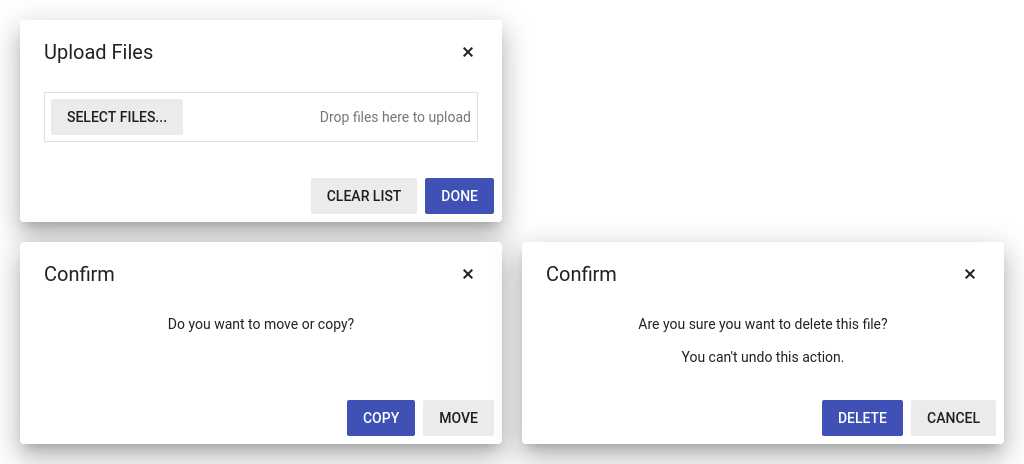 Upload Files
SELECT FILES...
Drop files here to upload
CLEAR LIST
DONE
Confirm
Do you want to move or copy?
COPY
MOVE
Confirm
Are you sure you want to delete this file?
You can't undo this action.
DELETE
CANCEL